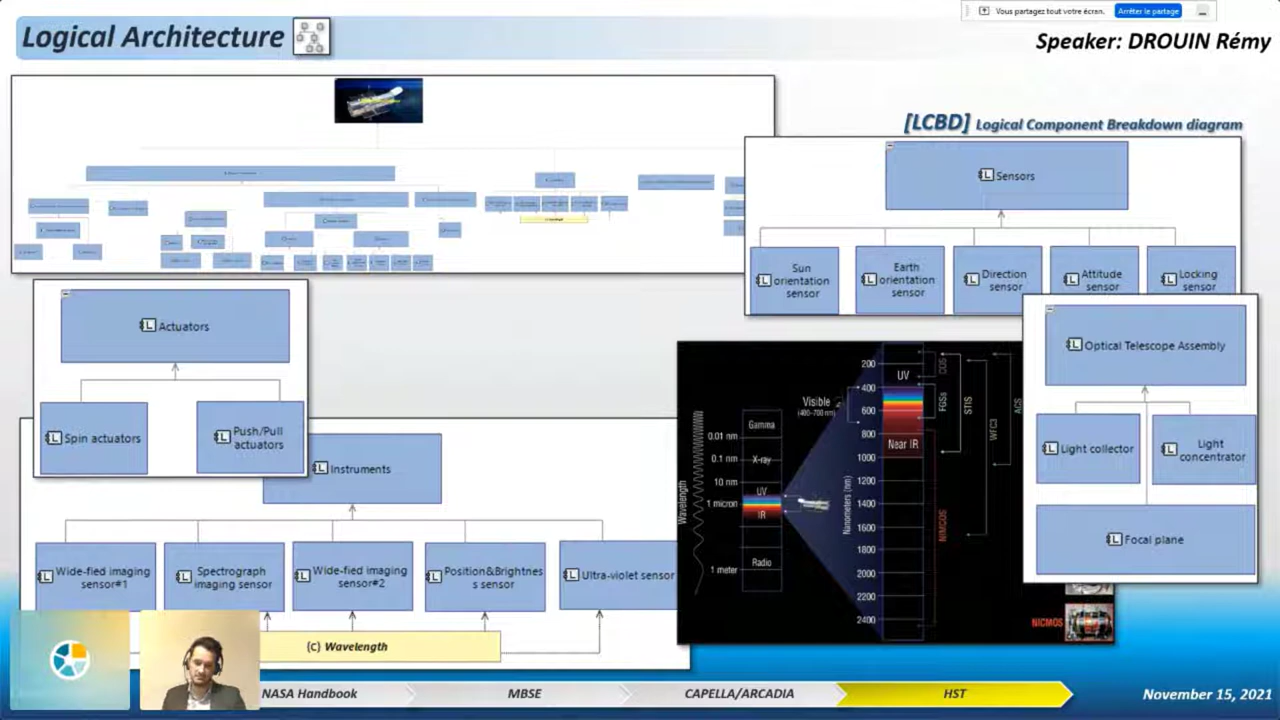 Vous partagez tout votre écran.
Arrêter le partage
Logical Architecture
Speaker: DROUIN Rémy
[LCBD] Logical Component Breakdown diagram
Sensors
Sun
orientation
sensor
Earth
orientation
sensor
Direction
sensor
Attitude
sensor
Locking
sensor
Actuators
Spin actuators
Push/Pull
actuators
Optical Telescope Assembly
Light collector
Light
concentrator
Focal plane
Instruments
Wide-fied imaging
sensor#1
Spectrograph
imaging sensor
Wide-fied imaging
sensor#2
Position&Brightnes
s sensor
Ultra-violet sensor
(C) Wavelength
Wavelength
Gamma
0.01 nm
0.1 nm
X-ray
10 nm
UV
1 micron
IR
Radio
1 meter
Visible
(400-700 nm)
Nanometers (nm)
200
400
600
800
1000
1200
1400
1600
1800
2000
2200
2400
UV
Near IR
COS
FGSs
STIS
WFC3
ACS
NIMCOS
NICMOS
NASA Handbook
MBSE
CAPELLA/ARCADIA
HST
November 15, 2021